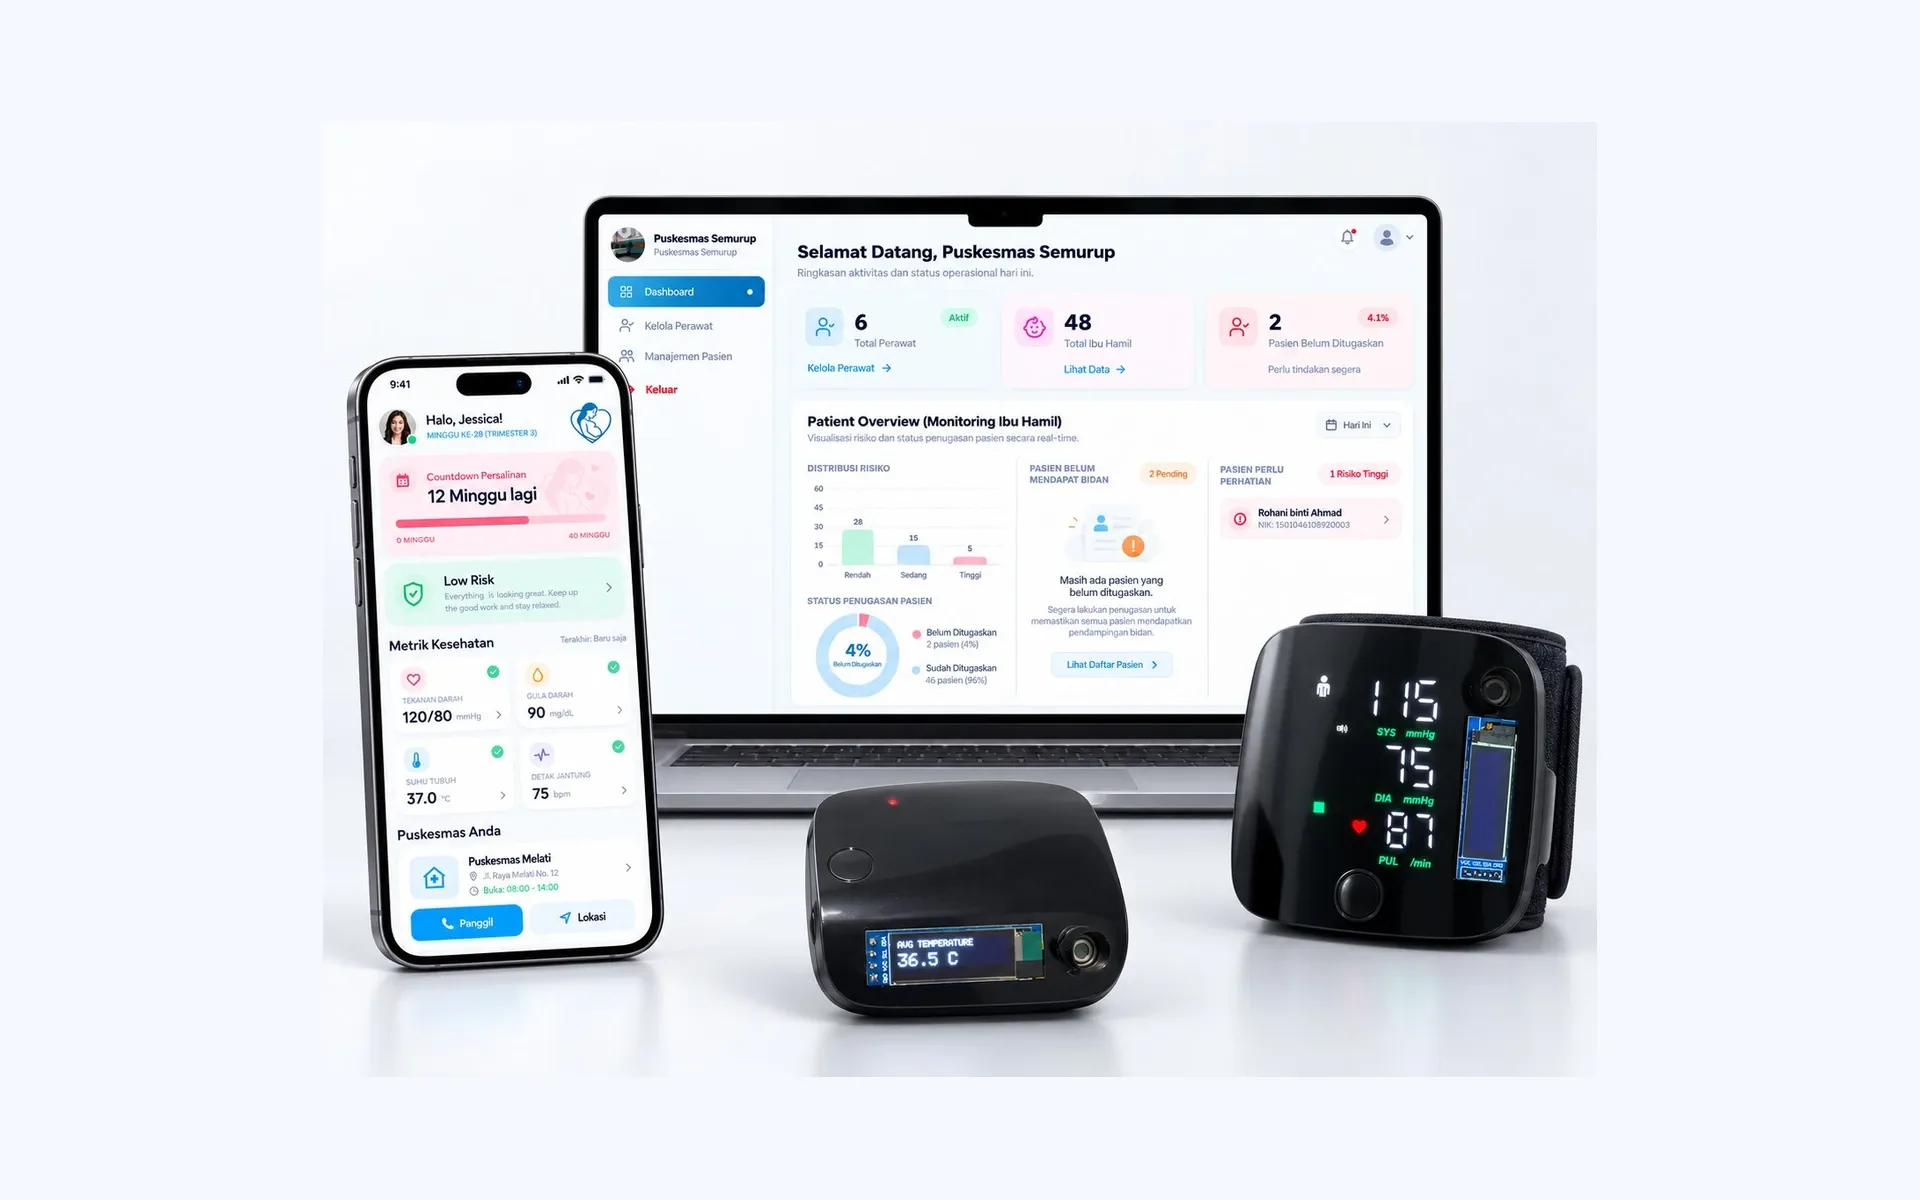 Puskesmas Semurup
Puskesmas Semurup
Dashboard
Kelola Perawat
Manajemen Pasien
Keluar
Selamat Datang, Puskesmas Semurup
Ringkasan aktivitas dan status operasional hari ini.
6
Total Perawat
Aktif
Kelola Perawat
48
Total Ibu Hamil
Lihat Data
2
Pasien Belum Ditugaskan
4.1%
Perlu tindakan segera
Patient Overview (Monitoring Ibu Hamil)
Visualisasi risiko dan status penugasan pasien secara real-time.
Hari Ini
DISTRIBUSI RISIKO
60
45
30
15
0
28
15
5
Rendah
Sedang
Tinggi
STATUS PENUGASAN PASIEN
4%
Belum Ditugaskan
Belum Ditugaskan
2 pasien (4%)
Sudah Ditugaskan
46 pasien (96%)
PASIEN BELUM
MENDAPAT BIDAN
2 Pending
Masih ada pasien yang
belum ditugaskan.
Segera lakukan penugasan untuk
memastikan semua pasien mendapatkan
pendampingan bidan.
Lihat Daftar Pasien
PASIEN PERLU
PERHATIAN
1 Risiko Tinggi
Rohani binti Ahmad
NIK: 1501046108920003
9:41
Halo, Jessica!
MINGGU KE-28 (TRIMESTER 3)
Countdown Persalinan
12 Minggu lagi
0 MINGGU
40 MINGGU
Low Risk
Everything is looking great. Keep up
the good work and stay relaxed.
Metrik Kesehatan
Terakhir: Baru saja
TEKANAN DARAH
120/80 mmHg
GULA DARAH
90 mg/dL
SUHU TUBUH
37.0 °C
DETAK JANTUNG
75 bpm
Puskesmas Anda
Puskesmas Melati
Jl. Raya Melati No. 12
Buka: 08:00 - 14:00
Panggil
Lokasi
AVG TEMPERATURE
36.5 C
115
SYS mmHg
75
DIA mmHg
87
PUL /min